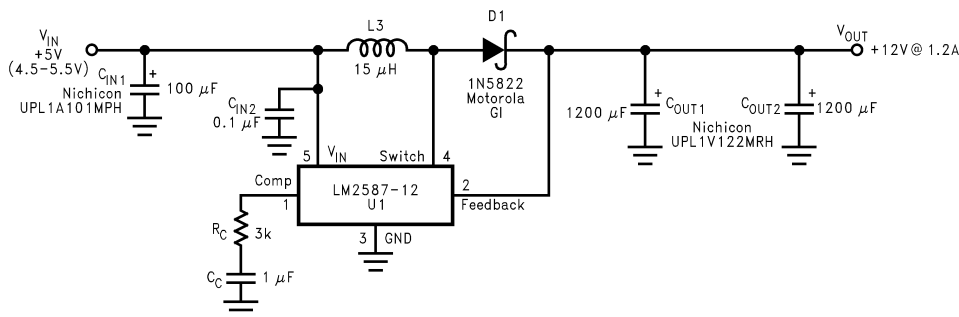 V_IN
+5V
(4.5-5.5V)
C_IN1
+
100 μF
Nichicon
UPL1A101MPH
C_IN2
0.1 μF
L3
15 μH
D1
1N5822
Motorola
GI
V_OUT
+12V@ 1.2A
1200 μF
+
C_OUT1
C_OUT2
+
1200 μF
Nichicon
UPL1V122MRH
5
V_IN
Switch
4
Comp
1
LM2587-12
U1
2
Feedback
3
GND
R_C
3k
C_C
1 μF